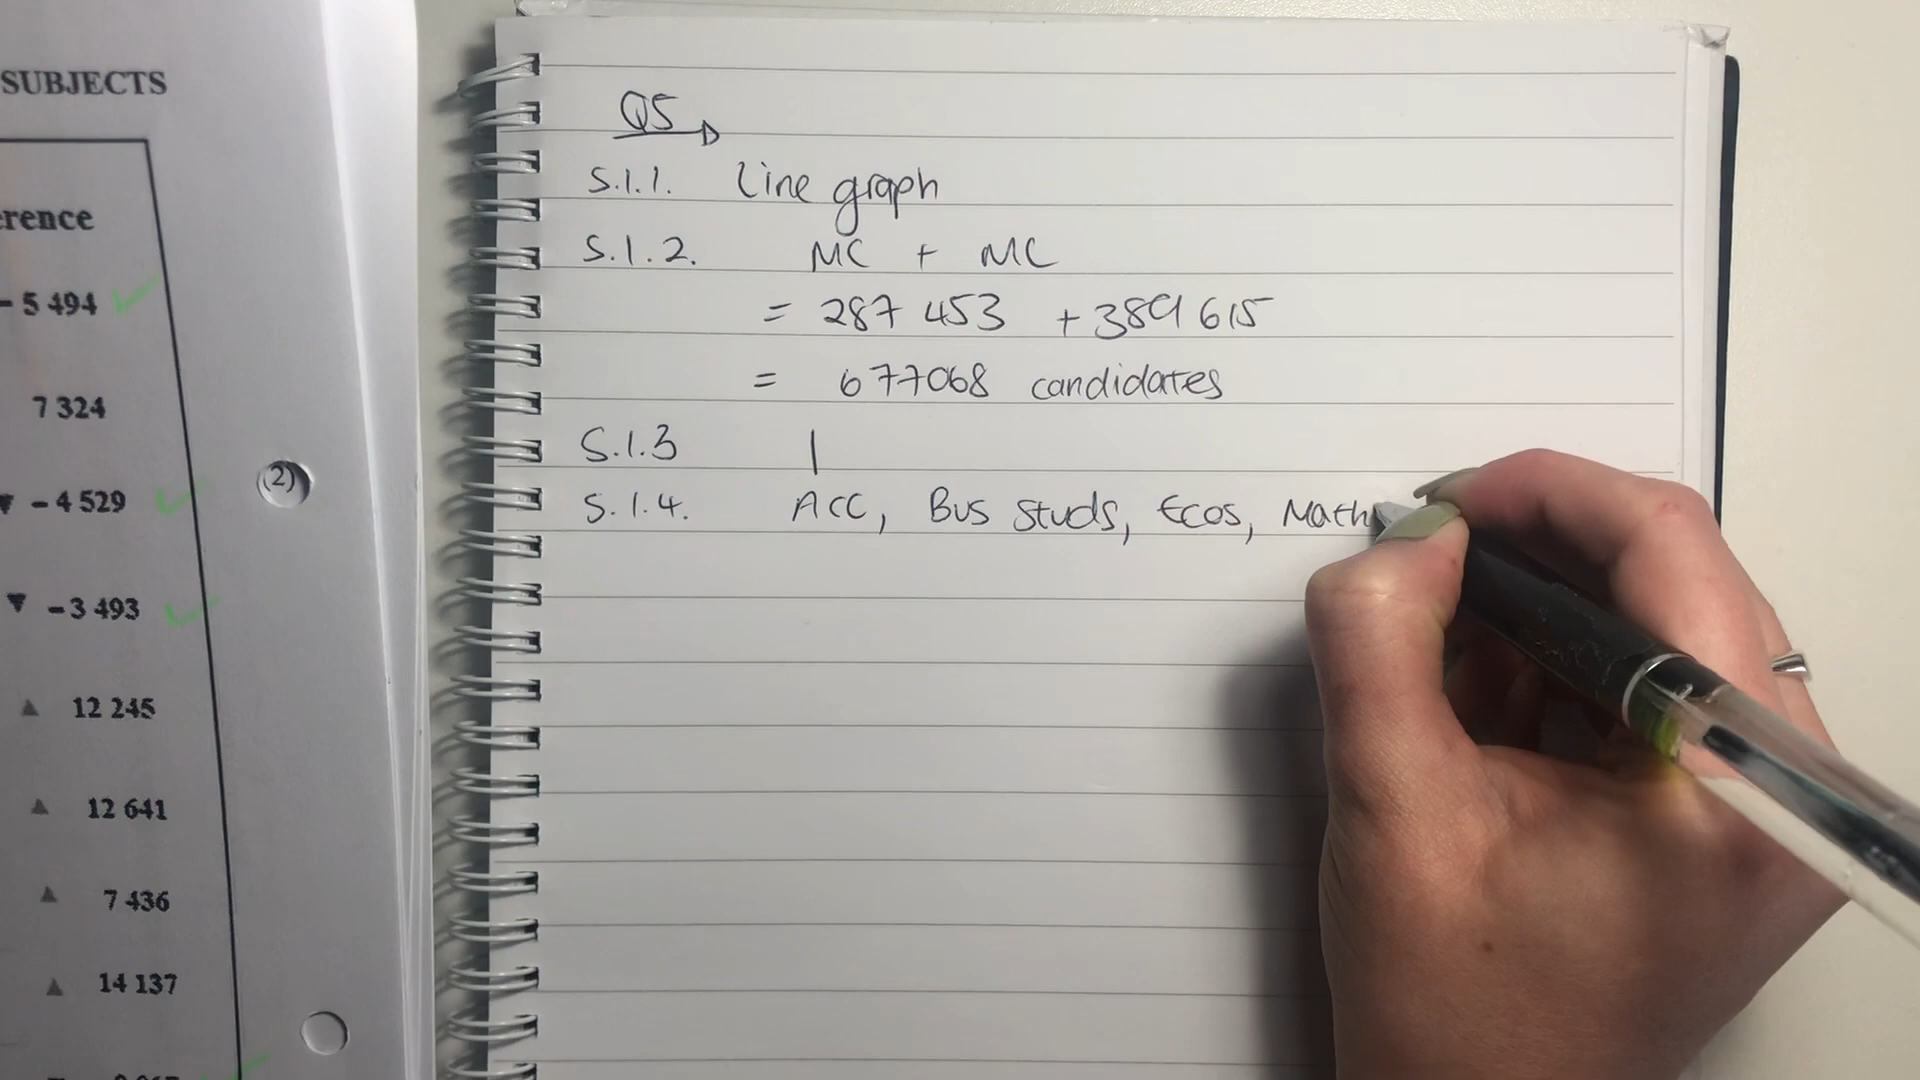 SUBJECTS
erence
- 5 494
7 324
(2)
▼ - 4 529
▼ - 3 493
▲ 12 245
▲ 12 641
▲ 7 436
▲ 14 137
Q5
5.1.1. Line graph
5.1.2. MC + MC
= 287 453 + 389 615
= 677068 candidates
5.1.3 1
5.1.4. ACC, Bus Studs, Ecos, Math